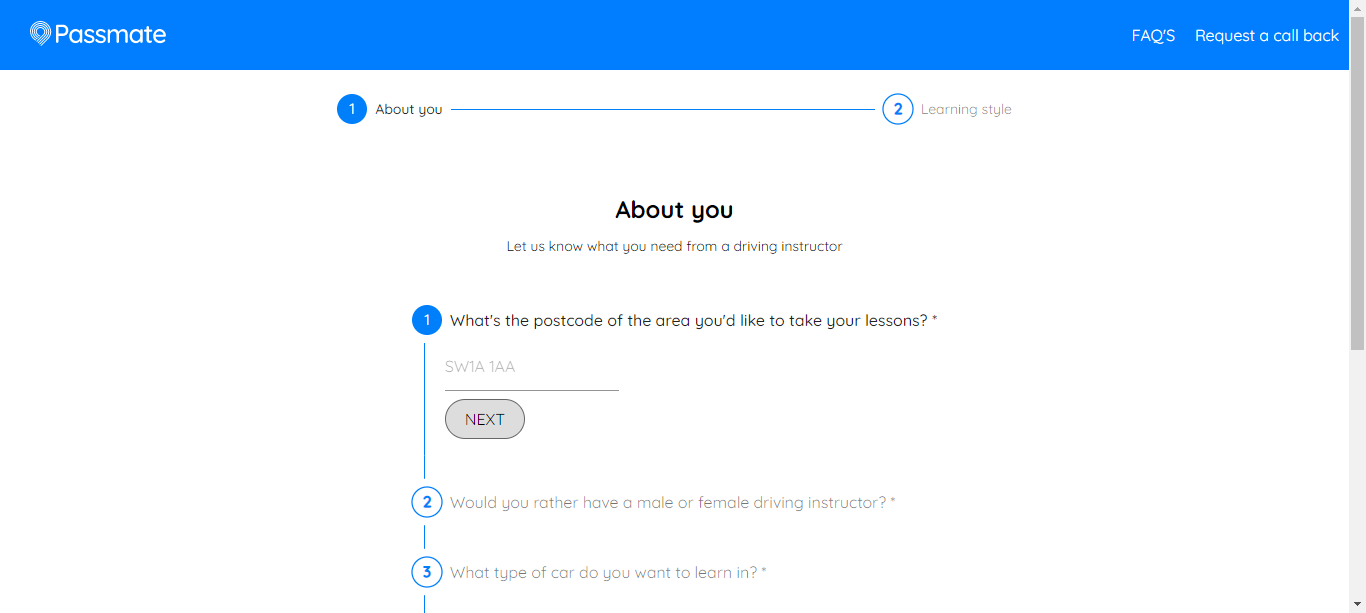 Passmate
FAQ'S Request a call back
1 About you 2 Learning style
About you
Let us know what you need from a driving instructor
1 What's the postcode of the area you'd like to take your lessons? *
SW1A 1AA
NEXT
2 Would you rather have a male or female driving instructor? *
3 What type of car do you want to learn in? *